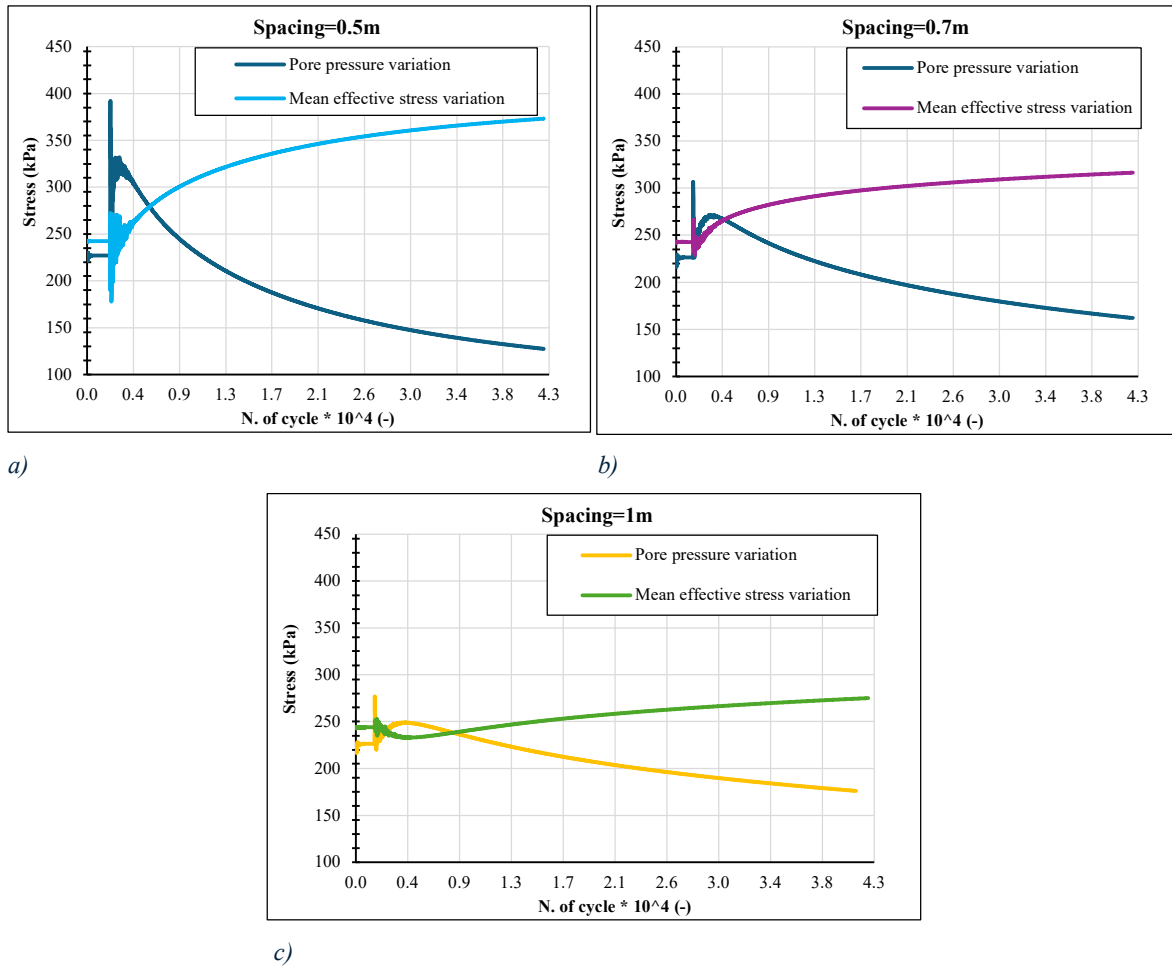 Spacing=0.5m
Pore pressure variation
Mean effective stress variation
Stress (kPa)
450
400
350
300
250
200
150
100
0.0 0.4 0.9 1.3 1.7 2.1 2.6 3.0 3.4 3.8 4.3
N. of cycle * 10^4 (-)
a)
Spacing=0.7m
Pore pressure variation
Mean effective stress variation
Stress (kPa)
450
400
350
300
250
200
150
100
0.0 0.4 0.9 1.3 1.7 2.1 2.6 3.0 3.4 3.8 4.3
N. of cycle * 10^4 (-)
b)
Spacing=1m
Pore pressure variation
Mean effective stress variation
Stress (kPa)
450
400
350
300
250
200
150
100
0.0 0.4 0.9 1.3 1.7 2.1 2.6 3.0 3.4 3.8 4.3
N. of cycle * 10^4 (-)
c)